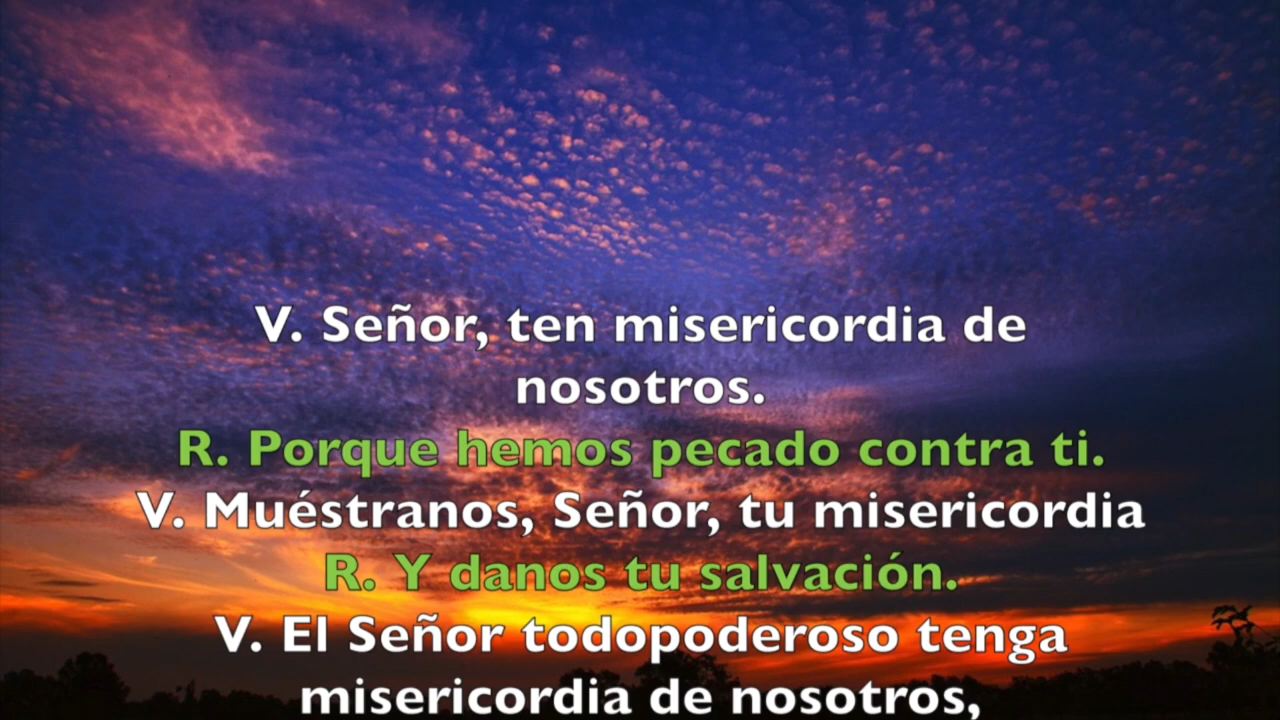 V. Señor, ten misericordia de
nosotros.
R. Porque hemos pecado contra ti.
V. Muéstranos, Señor, tu misericordia
R. Y danos tu salvación.
V. El Señor todopoderoso tenga
misericordia de nosotros,